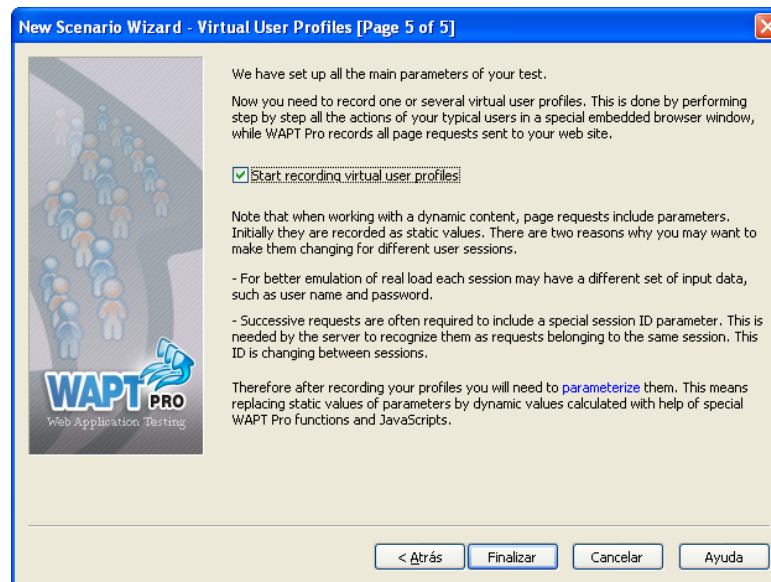 New Scenario Wizard - Virtual User Profiles [Page 5 of 5]
We have set up all the main parameters of your test.
Now you need to record one or several virtual user profiles. This is done by performing
step by step all the actions of your typical users in a special embedded browser window,
while WAPT Pro records all page requests sent to your web site.
Start recording virtual user profiles
Note that when working with a dynamic content, page requests include parameters.
Initially they are recorded as static values. There are two reasons why you may want to
make them changing for different user sessions.
- For better emulation of real load each session may have a different set of input data,
such as user name and password.
- Successive requests are often required to include a special session ID parameter. This is
needed by the server to recognize them as requests belonging to the same session. This
ID is changing between sessions.
Therefore after recording your profiles you will need to parameterize them. This means
replacing static values of parameters by dynamic values calculated with help of special
WAPT Pro functions and JavaScripts.
WAPT PRO
Web Application Testing
< Atrás Finalizar Cancelar Ayuda